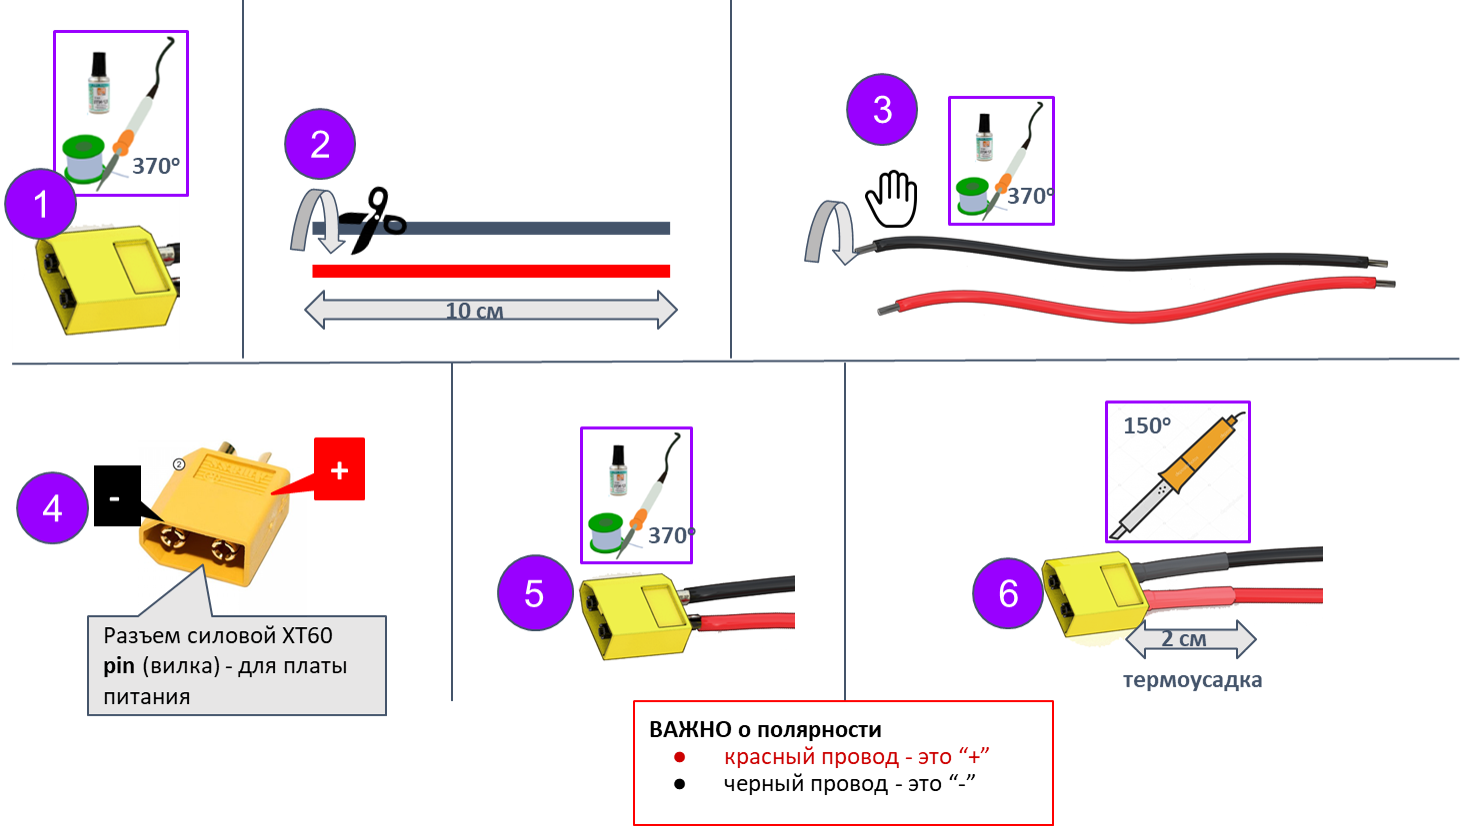 370°
1
2
10 см
3
370°
4
②
-
+
Разъем силовой XT60
pin (вилка) - для платы
питания
370°
5
150°
6
2 см
термоусадка
ВАЖНО о полярности
● красный провод - это “+”
● черный провод - это “-”